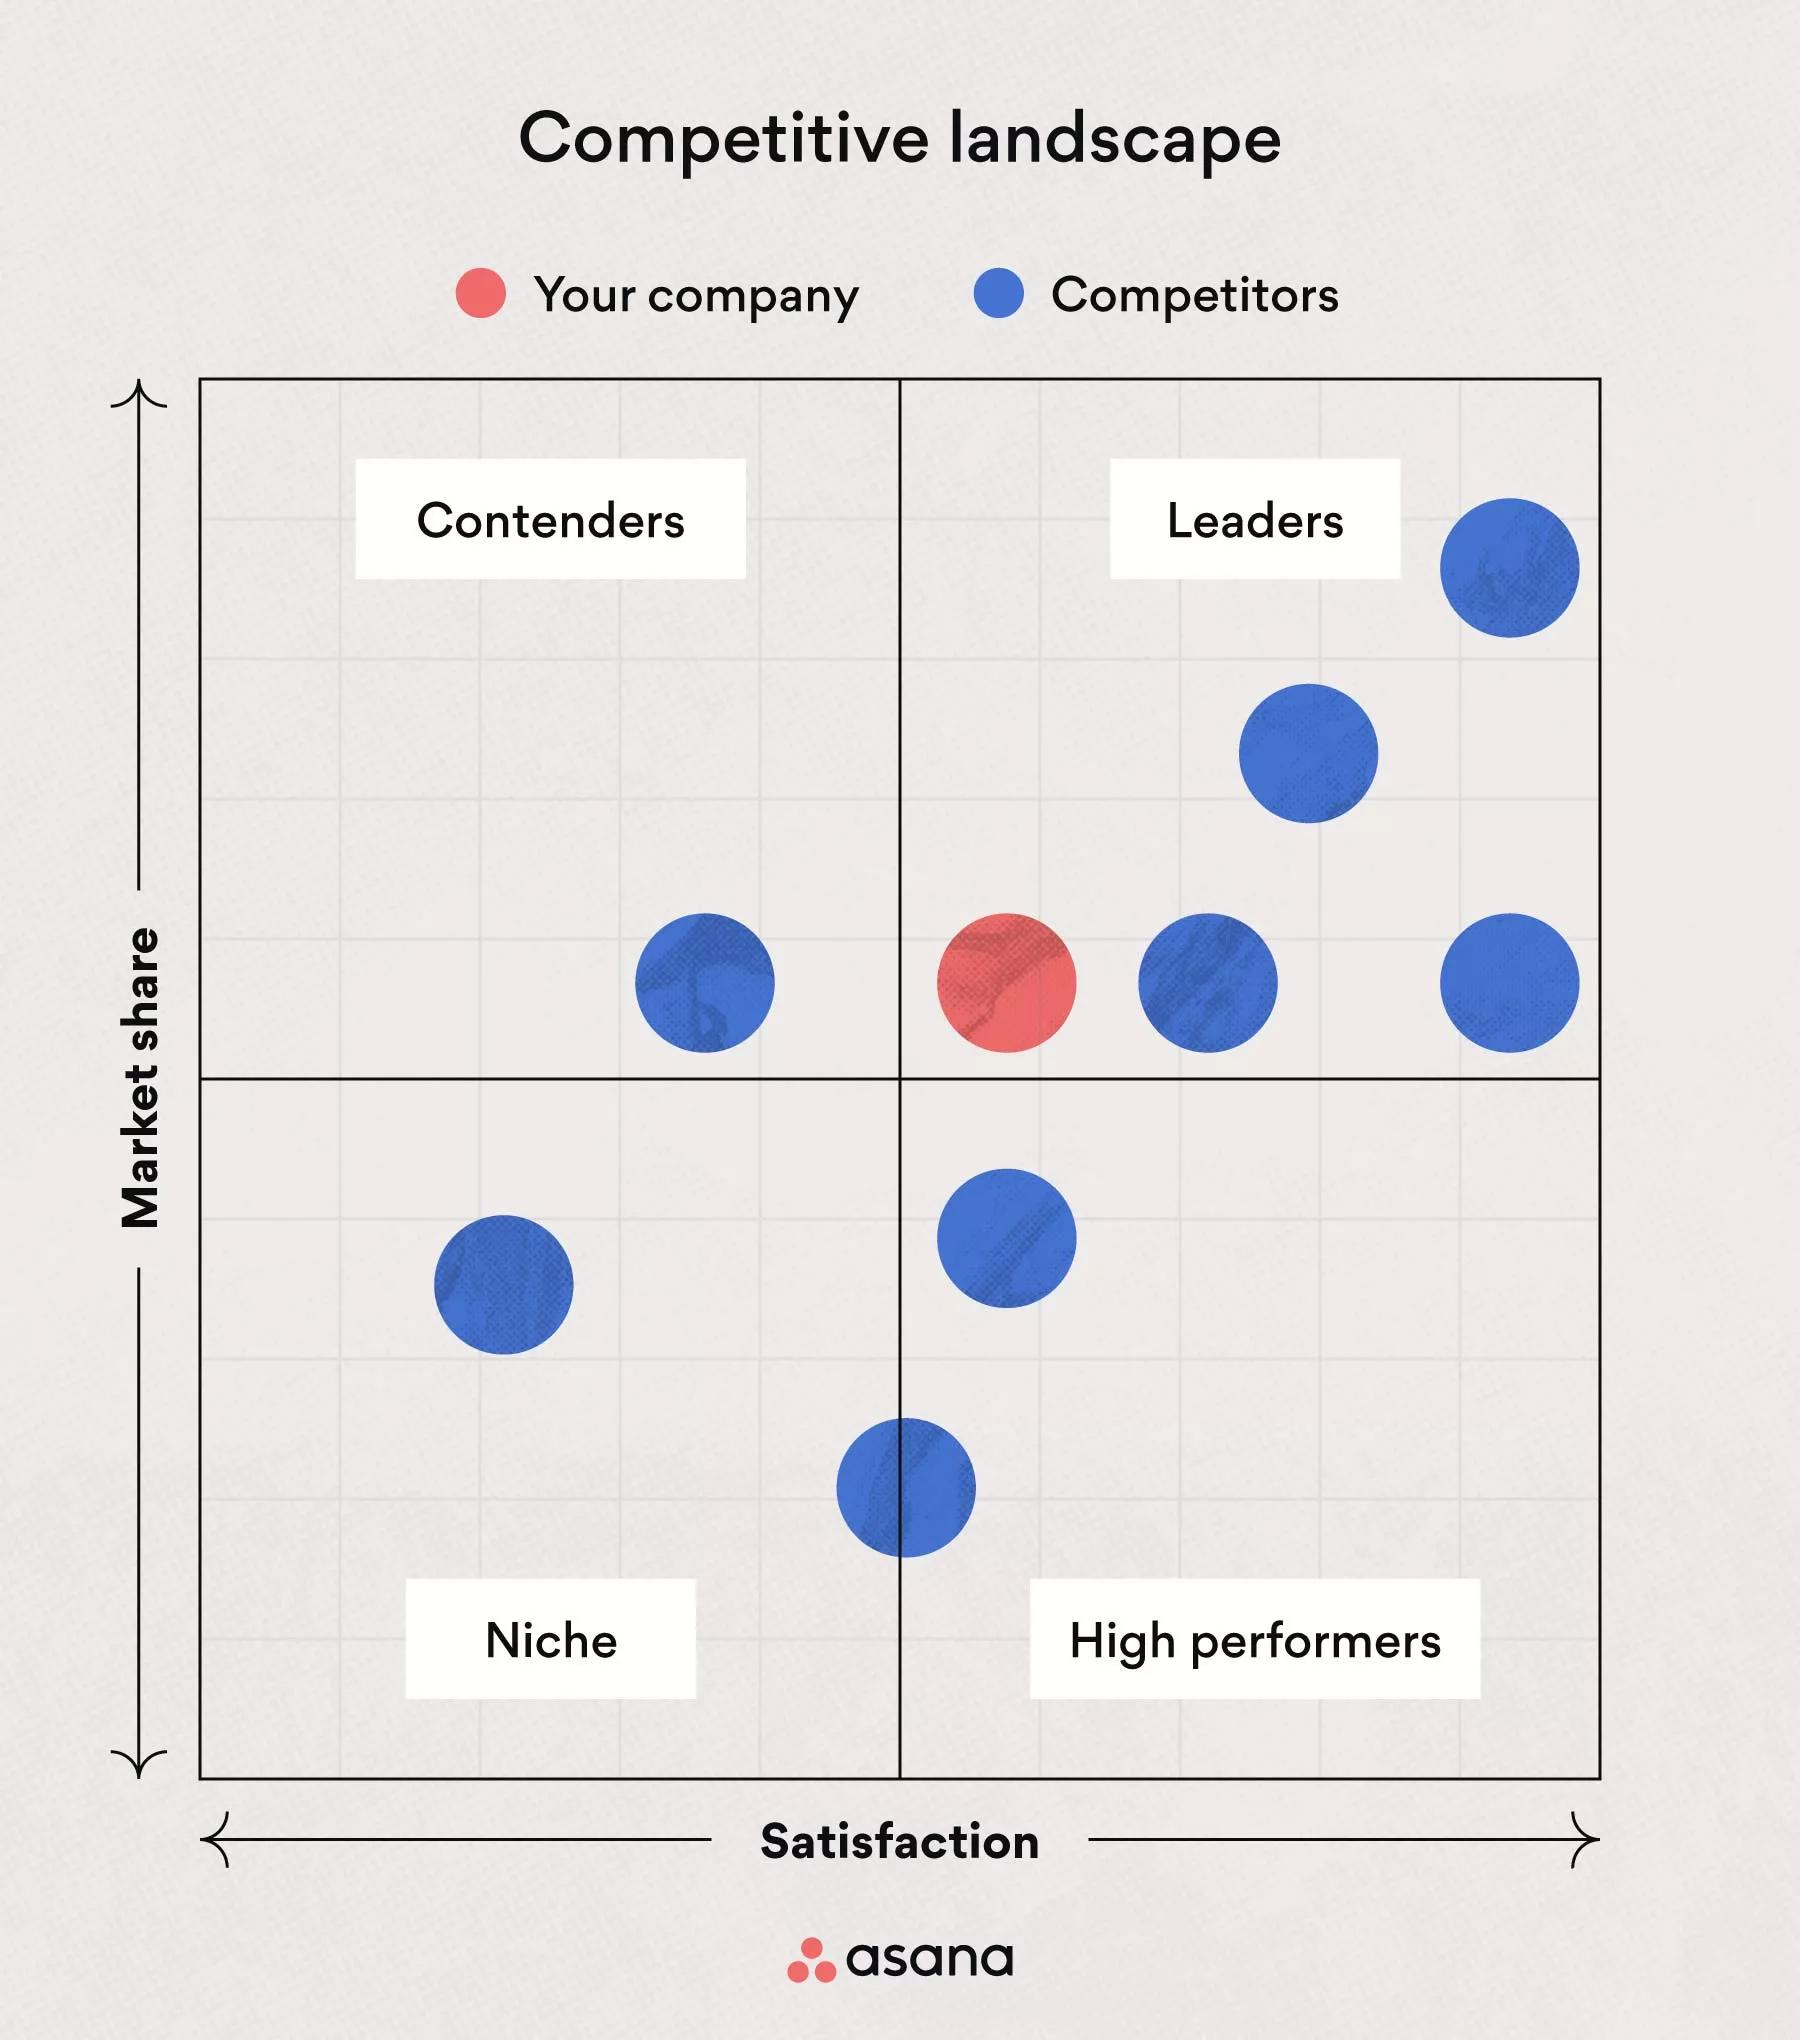 Competitive landscape
Your company
Competitors
Contenders
Leaders
Market share
Niche
High performers
Satisfaction
asana